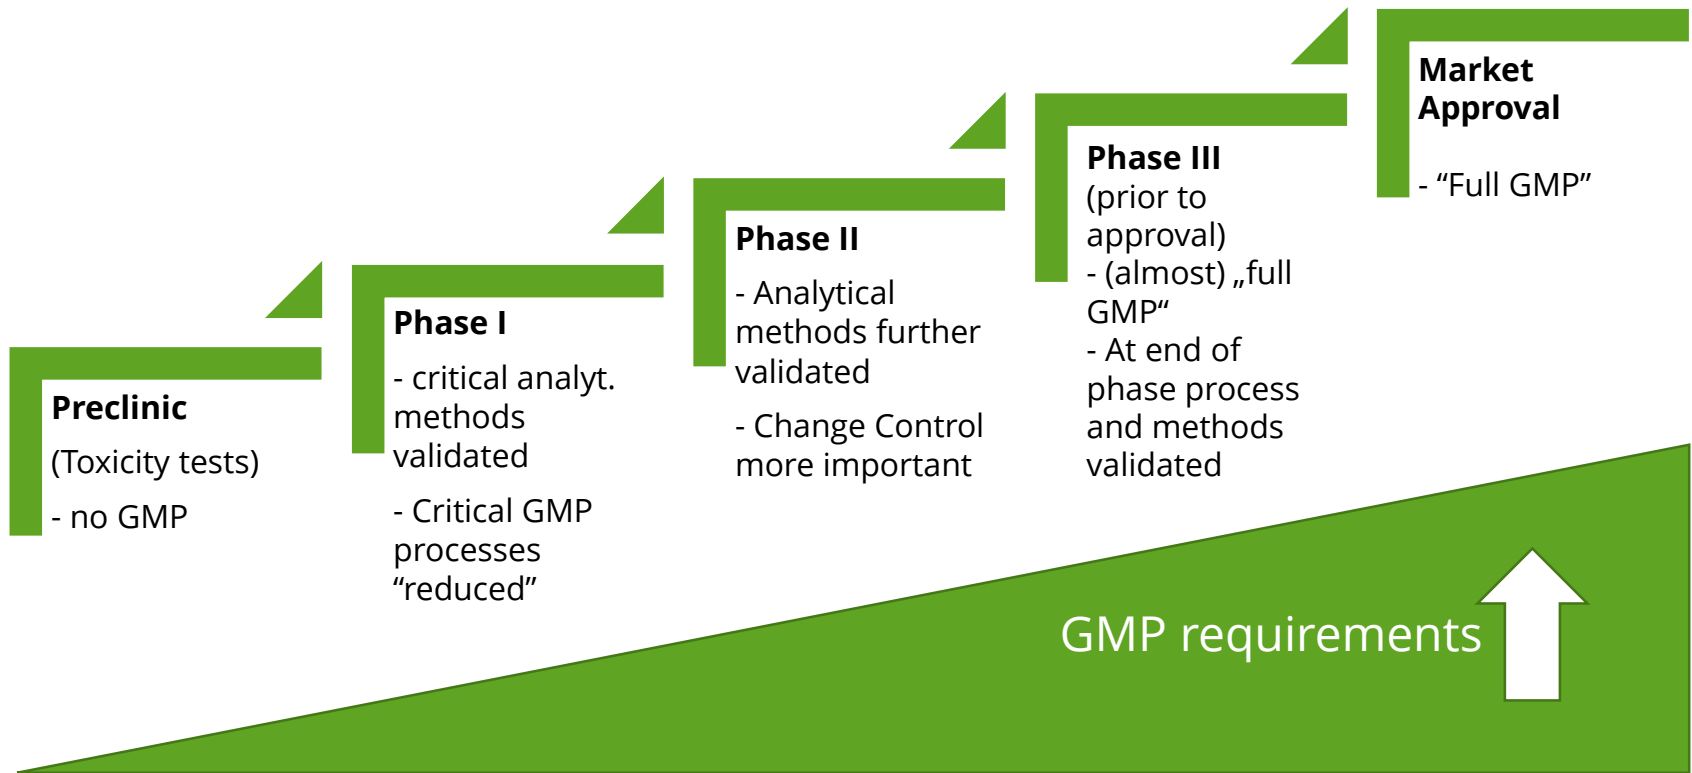 Preclinic
(Toxicity tests)
- no GMP
Phase I
- critical analyt.
methods
validated
- Critical GMP
processes
“reduced”
Phase II
- Analytical
methods further
validated
- Change Control
more important
Phase III
(prior to
approval)
- (almost) „full
GMP“
- At end of
phase process
and methods
validated
Market
Approval
- “Full GMP”
GMP requirements